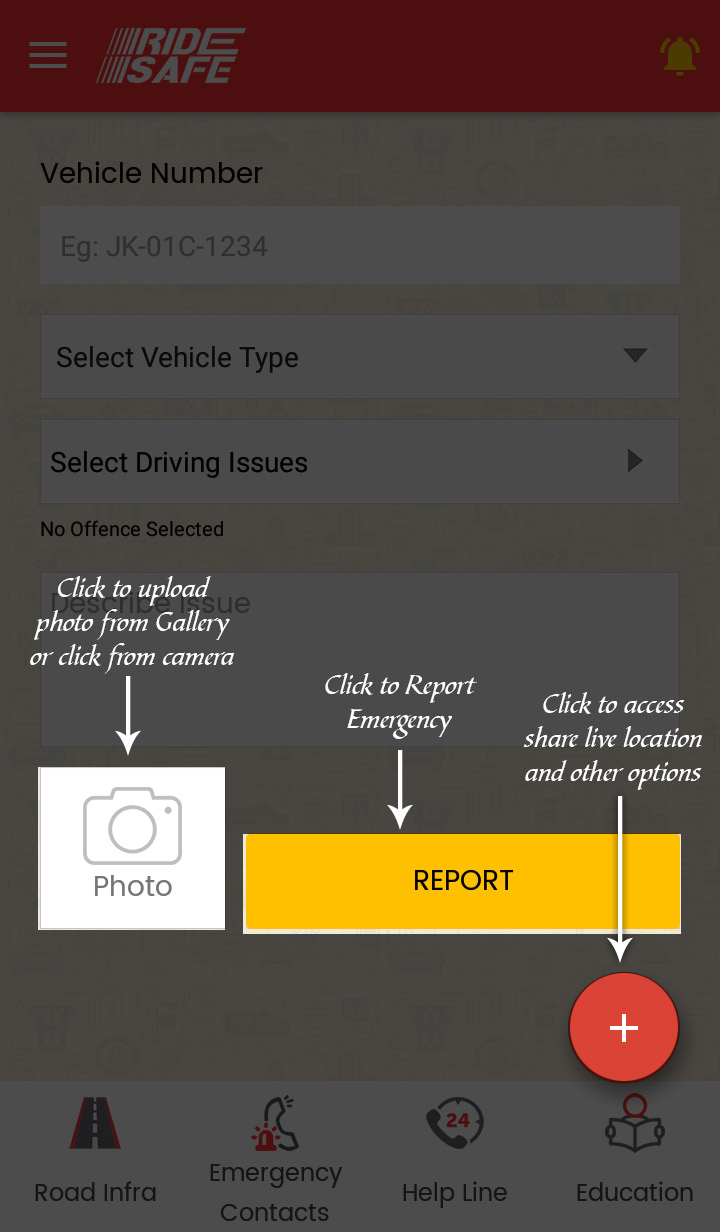 RIDE
SAFE
Vehicle Number
Eg: JK-01C-1234
Select Vehicle Type
Select Driving Issues
No Offence Selected
Describe Issue
Click to upload
photo from Gallery
or click from camera
Click to Report
Emergency
Click to access
share live location
and other options
Photo
REPORT
+
24
Road Infra
Emergency
Contacts
Help Line
Education